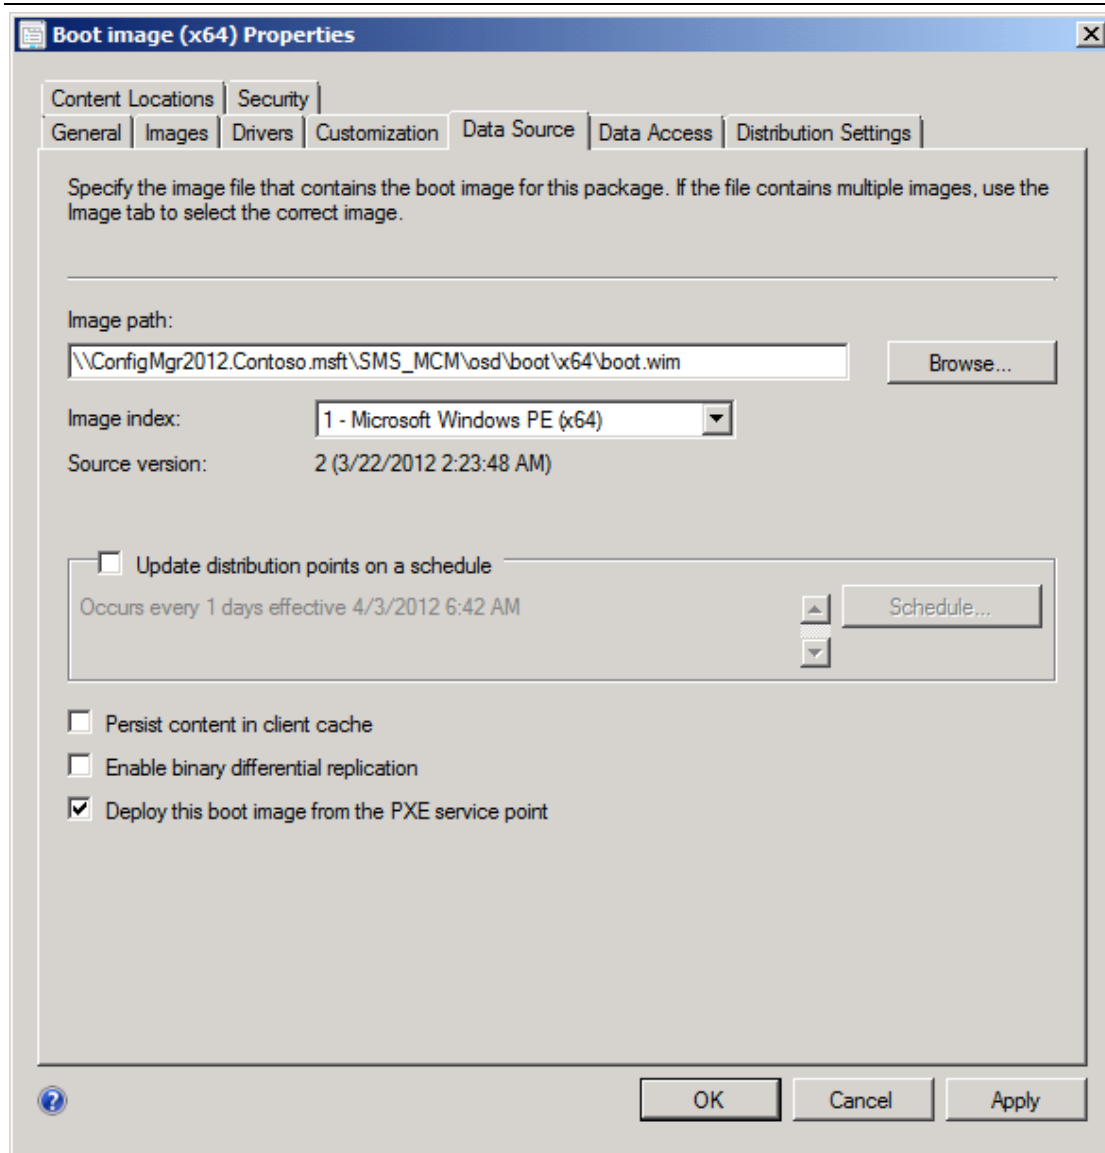 Boot image (x64) Properties
Content Locations Security
General Images Drivers Customization Data Source Data Access Distribution Settings
Specify the image file that contains the boot image for this package. If the file contains multiple images, use the
Image tab to select the correct image.
Image path:
\\ConfigMgr2012.Contoso.msft\SMS_MCM\osd\boot\x64\boot.wim
Browse...
Image index:
1 - Microsoft Windows PE (x64)
Source version:
2 (3/22/2012 2:23:48 AM)
Update distribution points on a schedule
Occurs every 1 days effective 4/3/2012 6:42 AM
Schedule...
Persist content in client cache
Enable binary differential replication
Deploy this boot image from the PXE service point
OK Cancel Apply